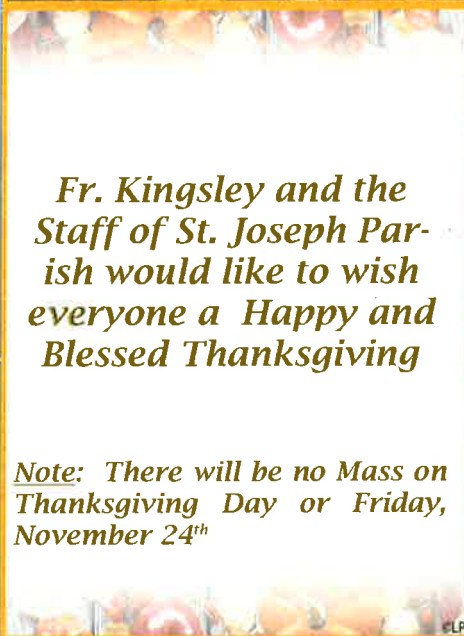 Fr. Kingsley and the
Staff of St. Joseph Par-
ish would like to wish
everyone a Happy and
Blessed Thanksgiving
Note: There will be no Mass on
Thanksgiving Day or Friday,
November 24th
©LP